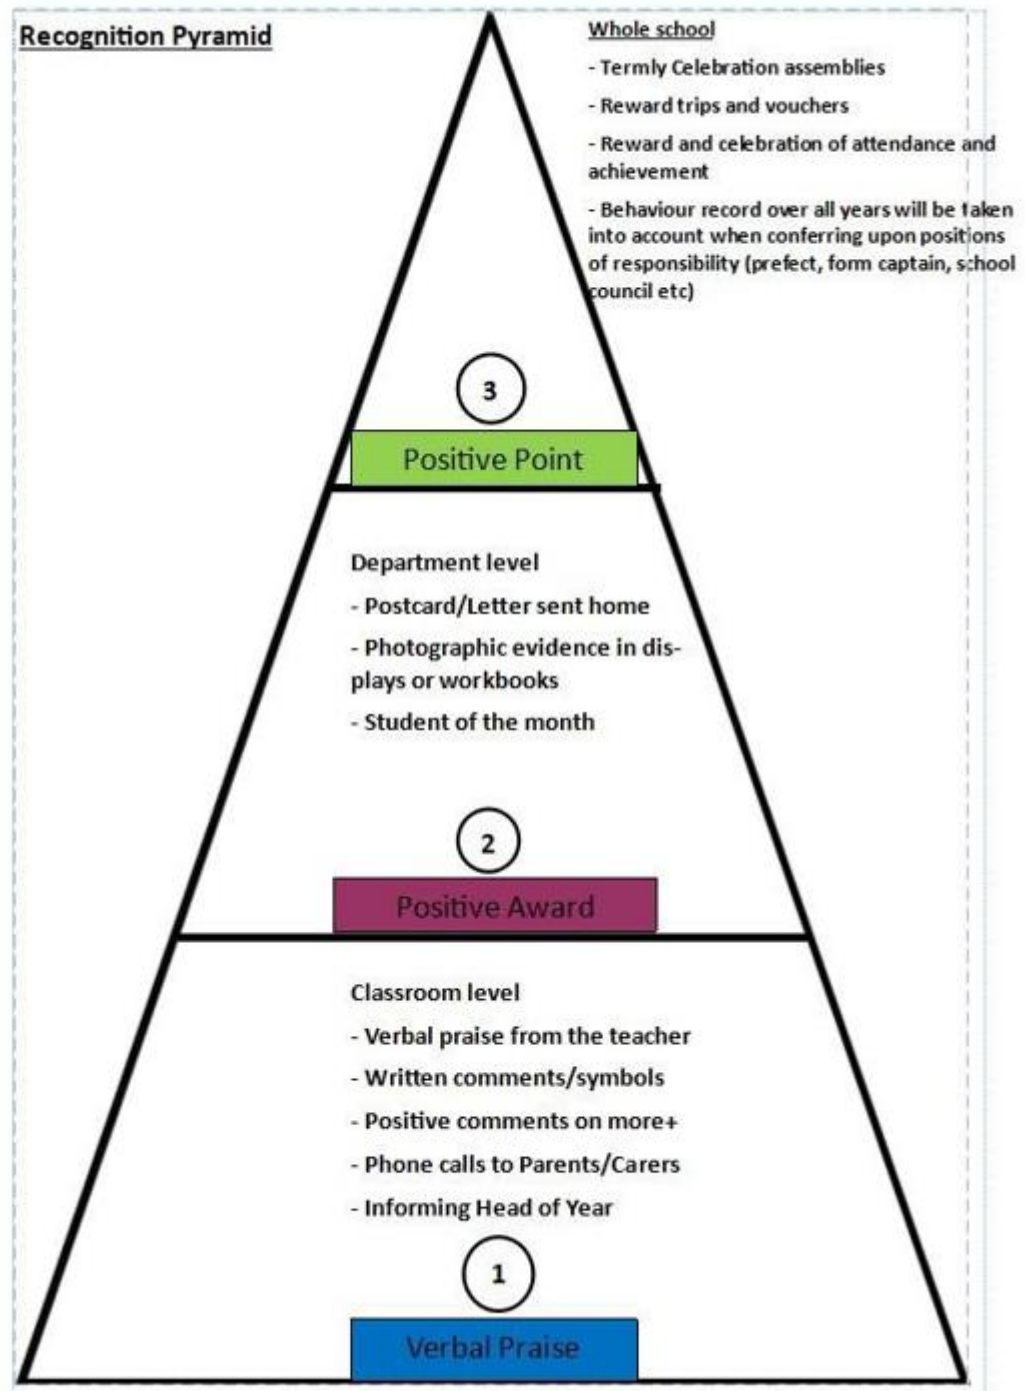 Recognition Pyramid
Whole school
- Termly Celebration assemblies
- Reward trips and vouchers
- Reward and celebration of attendance and
achievement
- Behaviour record over all years will be taken
into account when conferring upon positions
of responsibility (prefect, form captain, school
council etc)
3
Positive Point
Department level
- Postcard/Letter sent home
- Photographic evidence in dis-
plays or workbooks
- Student of the month
2
Positive Award
Classroom level
- Verbal praise from the teacher
- Written comments/symbols
- Positive comments on more+
- Phone calls to Parents/Carers
- Informing Head of Year
1
Verbal Praise